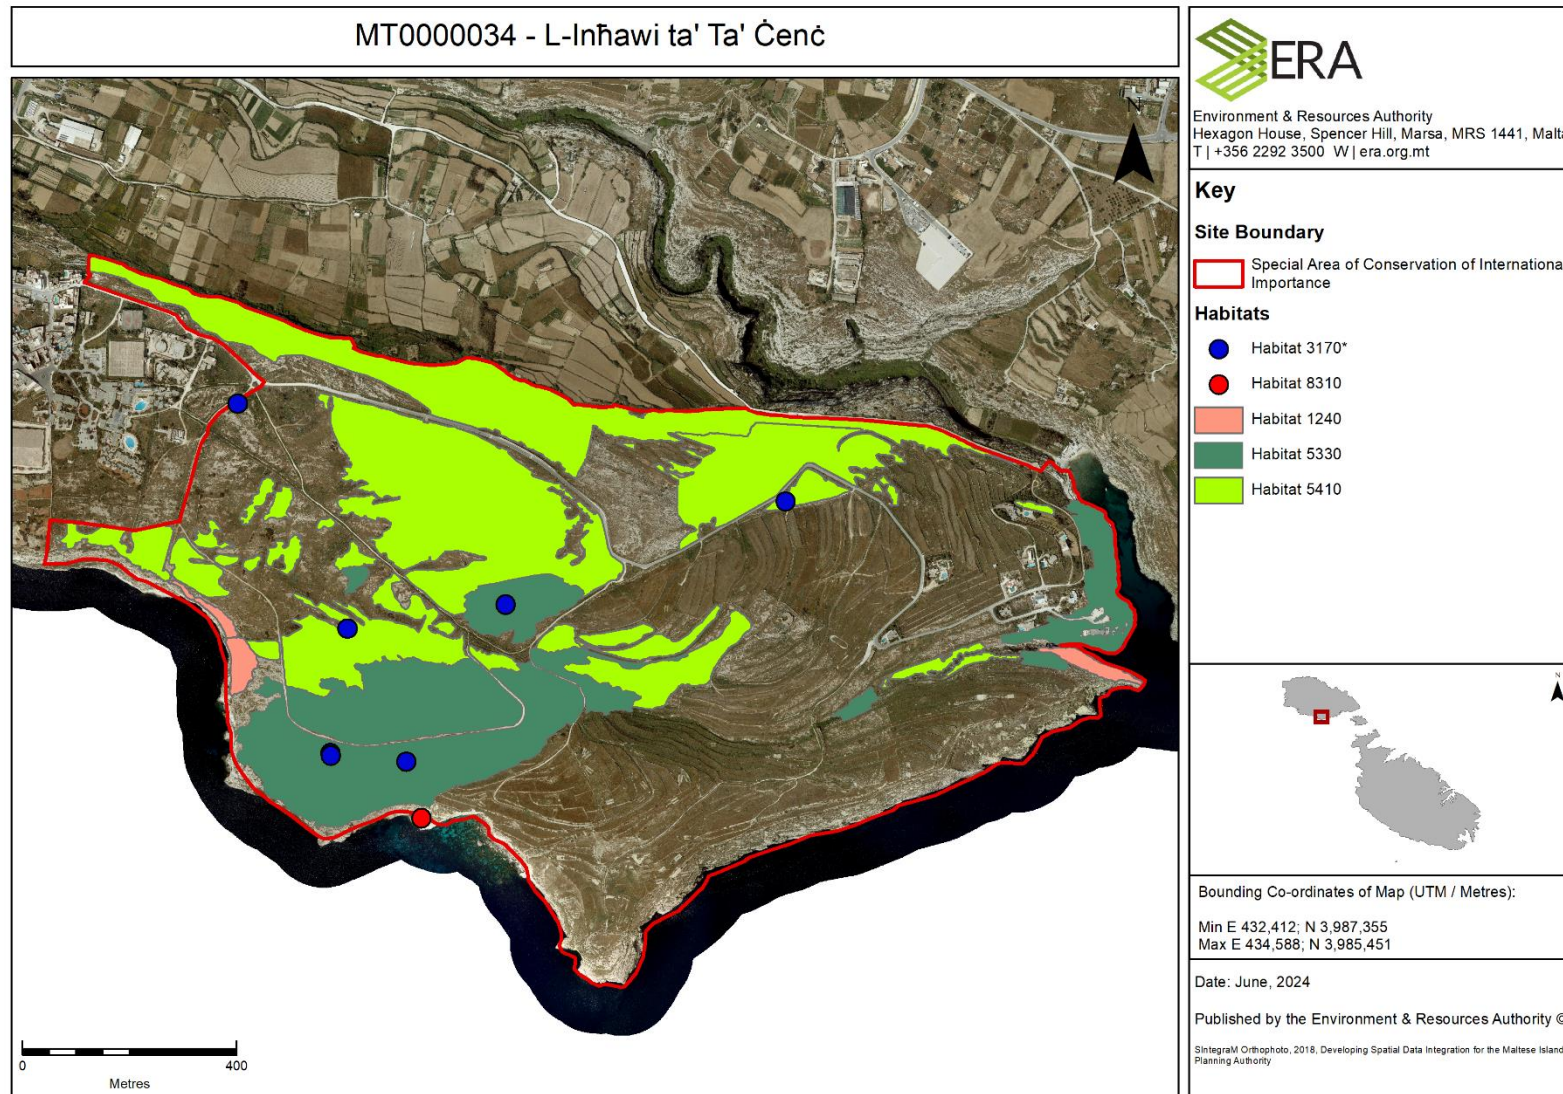 MT0000034 - L-Inħawi ta' Ta' Ċenċ
N
0 400
Metres
ERA
Environment & Resources Authority
Hexagon House, Spencer Hill, Marsa, MRS 1441, Malta
T | +356 2292 3500 W | era.org.mt
Key
Site Boundary
Special Area of Conservation of International
Importance
Habitats
Habitat 3170*
Habitat 8310
Habitat 1240
Habitat 5330
Habitat 5410
N
Bounding Co-ordinates of Map (UTM / Metres):
Min E 432,412; N 3,987,355
Max E 434,588; N 3,985,451
Date: June, 2024
Published by the Environment & Resources Authority ©
SIntegraM Orthophoto, 2018, Developing Spatial Data Integration for the Maltese Island
Planning Authority